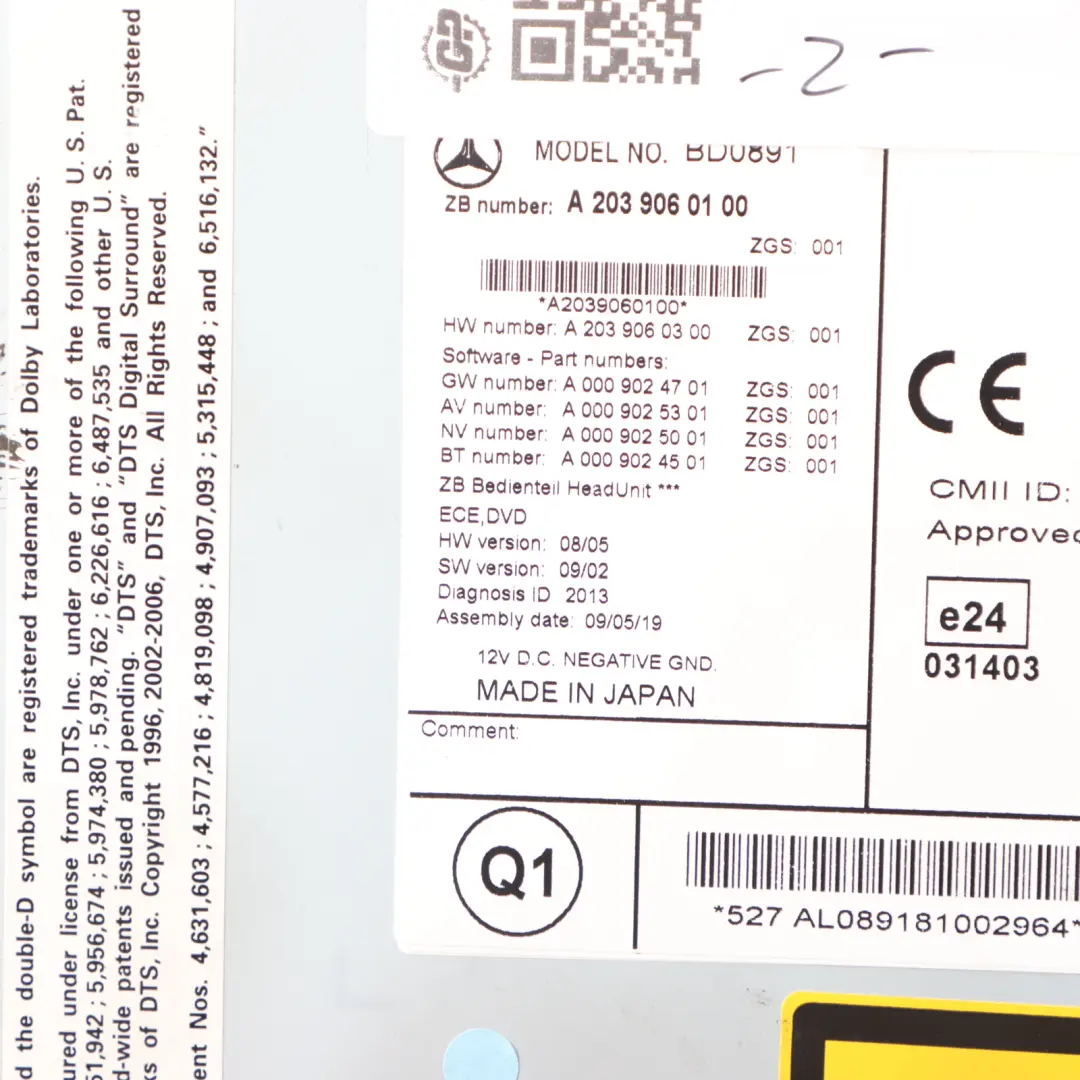 d the double-D symbol are registered trademarks of Dolby Laboratories.
ured under license from DTS, Inc. under one or more of the following U. S. Pat.
51,942 ; 5,956,674 ; 5,974,380 ; 5,978,762 ; 6,226,616 ; 6,487,535 and other U. S.
d-wide patents issued and pending. “DTS” and “DTS Digital Surround” are registered
ks of DTS, Inc. Copyright 1996, 2002-2006, DTS, Inc. All Rights Reserved.
ent Nos. 4,631,603 ; 4,577,216 ; 4,819,098 ; 4,907,093 ; 5,315,448 ; and 6,516,132.”
-2-
MODEL NO. BD0891
ZB number: A 203 906 01 00
ZGS: 001
*A2039060100*
HW number: A 203 906 03 00 ZGS: 001
Software - Part numbers:
GW number: A 000 902 47 01 ZGS: 001
AV number: A 000 902 53 01 ZGS: 001
NV number: A 000 902 50 01 ZGS: 001
BT number: A 000 902 45 01 ZGS: 001
ZB Bedienteil HeadUnit ***
ECE,DVD
HW version: 08/05
SW version: 09/02
Diagnosis ID 2013
Assembly date: 09/05/19
12V D.C. NEGATIVE GND.
MADE IN JAPAN
Comment:
CE
CMII ID:
Approved
e24
031403
Q1
*527 AL089181002964*